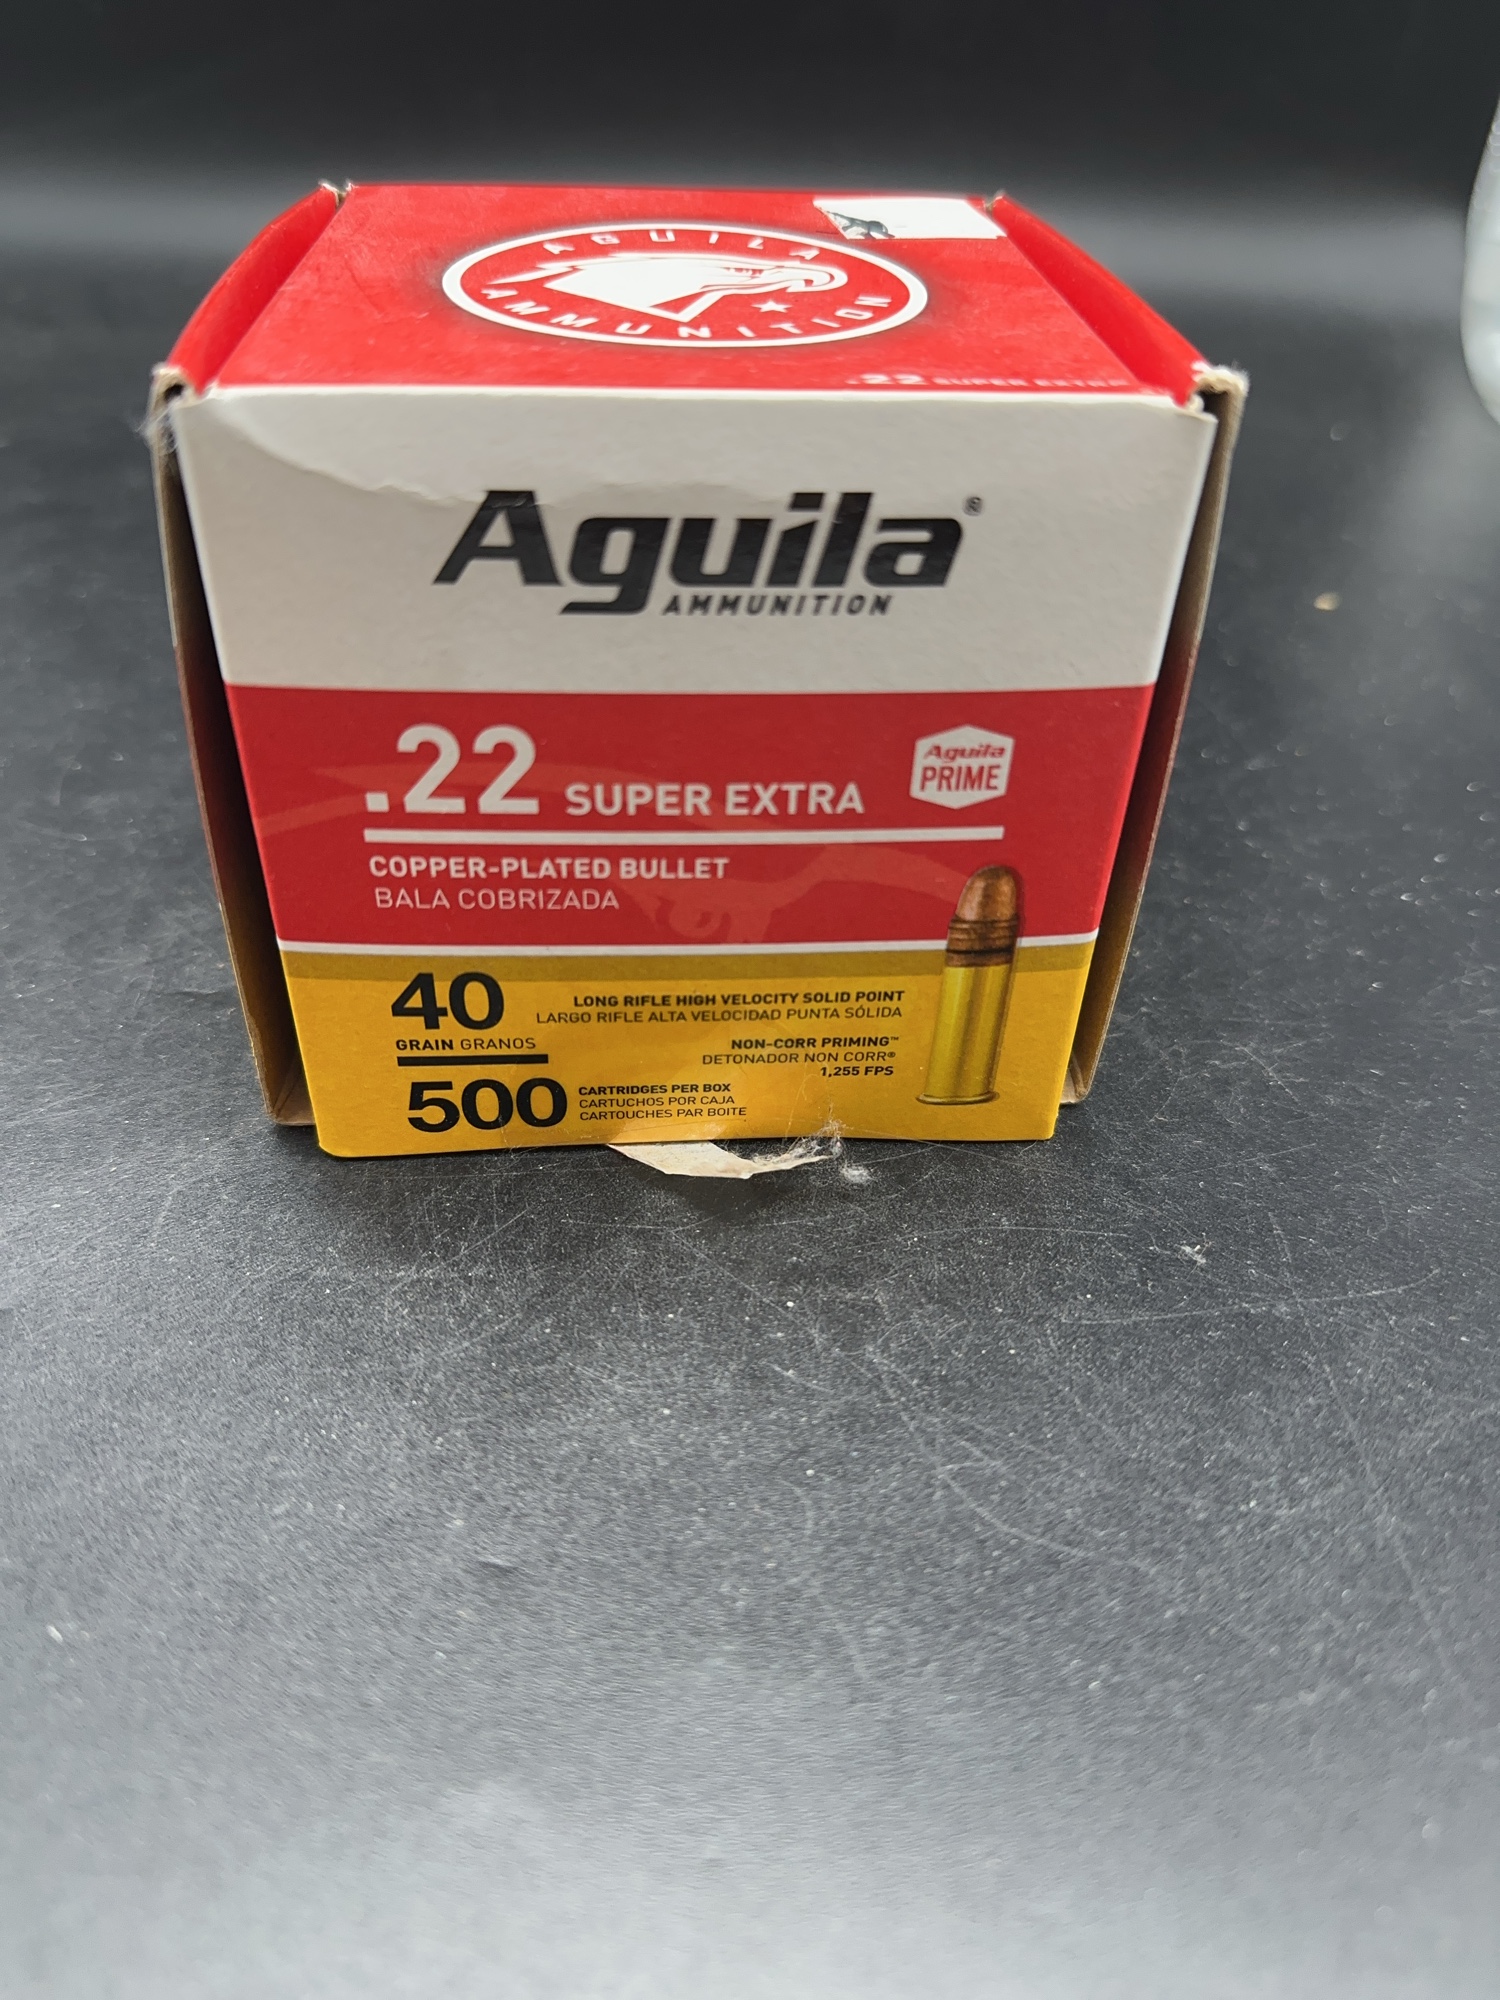 AGUILA
AMMUNITION
.22 SUPER EXTRA
Aguila®
AMMUNITION
.22 SUPER EXTRA
Aguila
PRIME
COPPER-PLATED BULLET
BALA COBRIZADA
40
GRAIN GRANOS
LONG RIFLE HIGH VELOCITY SOLID POINT
LARGO RIFLE ALTA VELOCIDAD PUNTA SÓLIDA
NON-CORR PRIMING™
DETONADOR NON CORR®
1,255 FPS
500
CARTRIDGES PER BOX
CARTUCHOS POR CAJA
CARTOUCHES PAR BOITE